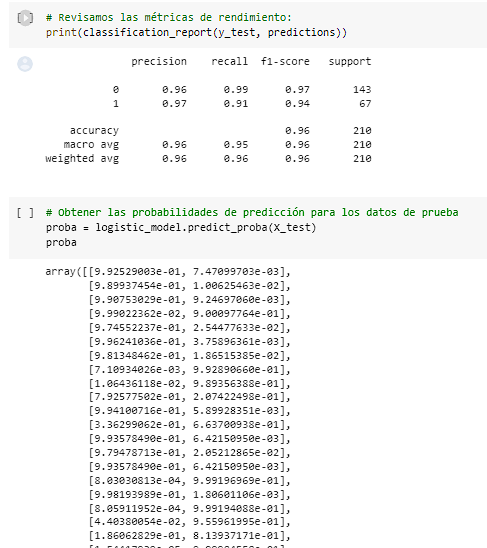 # Revisamos las métricas de rendimiento:
print(classification_report(y_test, predictions))
precision recall f1-score support
0 0.96 0.99 0.97 143
1 0.97 0.91 0.94 67
accuracy 0.96 210
macro avg 0.96 0.95 0.96 210
weighted avg 0.96 0.96 0.96 210
[ ] # Obtener las probabilidades de predicción para los datos de prueba
proba = logistic_model.predict_proba(X_test)
proba
array([[9.92529003e-01, 7.47099703e-03],
[9.89937454e-01, 1.00625463e-02],
[9.90753029e-01, 9.24697060e-03],
[9.99022362e-02, 9.00097764e-01],
[9.74552237e-01, 2.54477633e-02],
[9.96241036e-01, 3.75896361e-03],
[9.81348462e-01, 1.86515385e-02],
[7.10934026e-03, 9.92890660e-01],
[1.06436118e-02, 9.89356388e-01],
[7.92577502e-01, 2.07422498e-01],
[9.94100716e-01, 5.89928351e-03],
[3.36299062e-01, 6.63700938e-01],
[9.93578490e-01, 6.42150950e-03],
[9.79478713e-01, 2.05212865e-02],
[9.93578490e-01, 6.42150950e-03],
[8.03030813e-04, 9.99196969e-01],
[9.98193989e-01, 1.80601106e-03],
[8.05911952e-04, 9.99194088e-01],
[4.40380054e-02, 9.55961995e-01],
[1.86062829e-01, 8.13937171e-01],